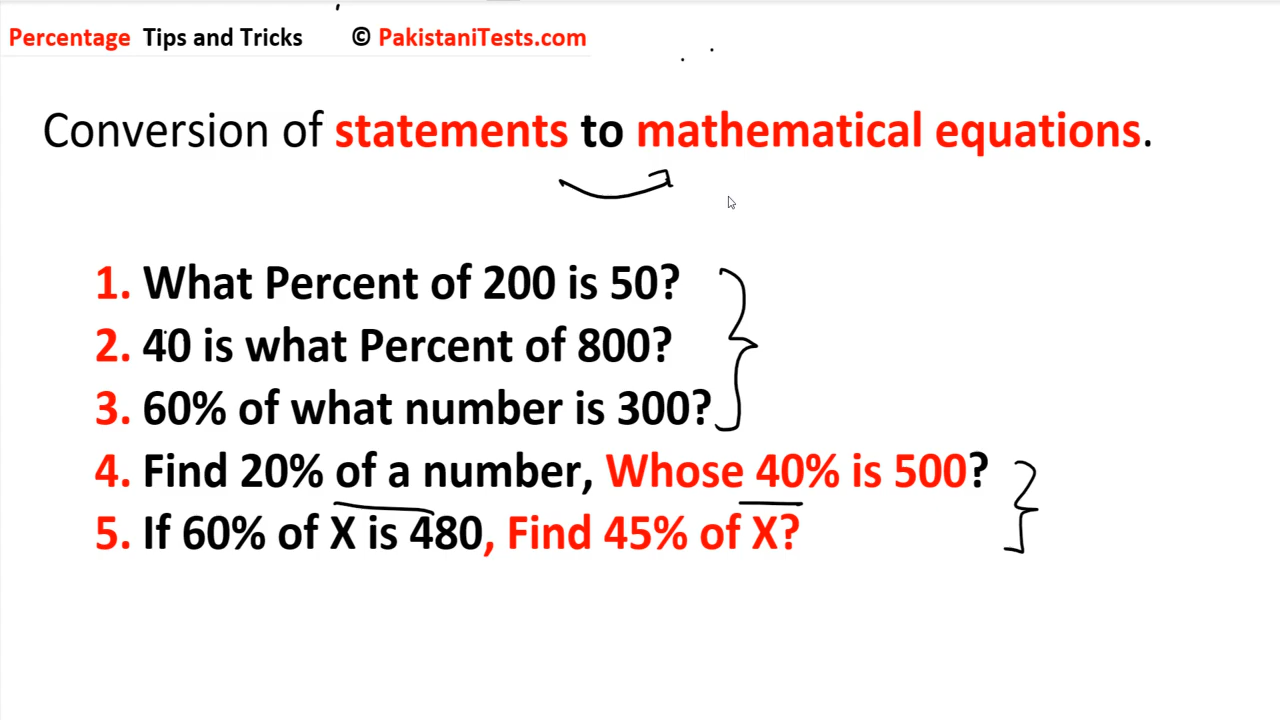 Percentage Tips and Tricks © PakistaniTests.com
Conversion of statements to mathematical equations.
1. What Percent of 200 is 50?
2. 40 is what Percent of 800?
3. 60% of what number is 300?
4. Find 20% of a number, Whose 40% is 500?
5. If 60% of X is 480, Find 45% of X?